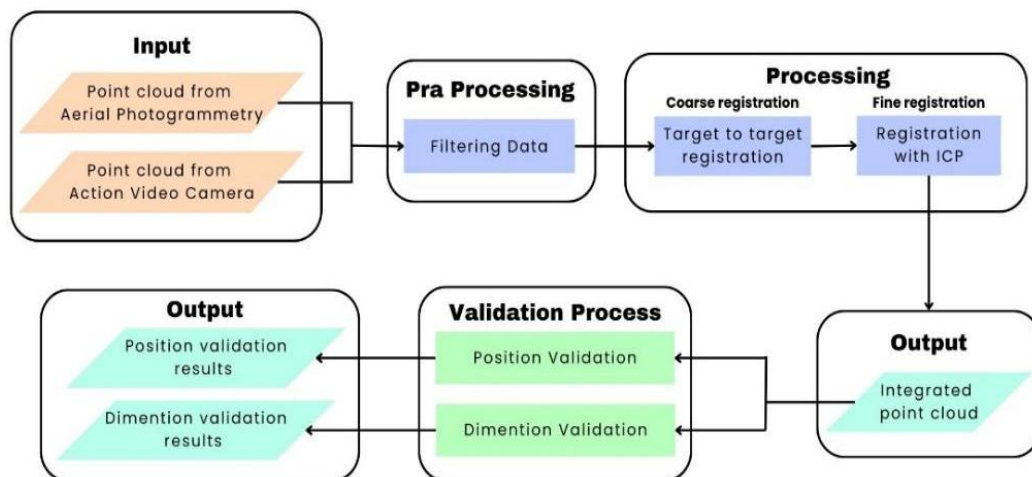 Input
Point cloud from
Aerial Photogrammetry
Point cloud from
Action Video Camera
Pra Processing
Filtering Data
Processing
Coarse registration
Target to target
registration
Fine registration
Registration
with ICP
Output
Integrated
point cloud
Validation Process
Position Validation
Dimention Validation
Output
Position validation
results
Dimention validation
results